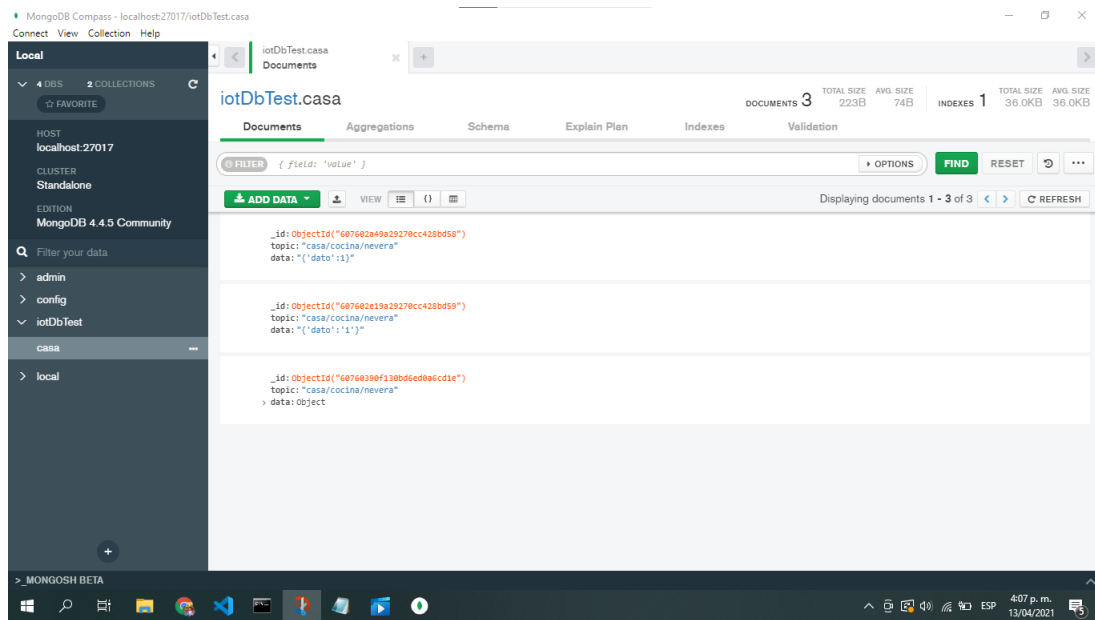 MongoDB Compass - localhost:27017/iotDbTest.casa
Connect View Collection Help
Local
4 DBS 2 COLLECTIONS
FAVORITE
HOST
localhost:27017
CLUSTER
Standalone
EDITION
MongoDB 4.4.5 Community
Filter your data
admin
config
iotDbTest
casa
local
>_MONGOSH BETA
iotDbTest.casa
Documents
iotDbTest.casa
DOCUMENTS 3
TOTAL SIZE 223B
AVG. SIZE 74B
INDEXES 1
TOTAL SIZE 36.0KB
AVG. SIZE 36.0KB
Documents Aggregations Schema Explain Plan Indexes Validation
FILTER { field: 'value' }
OPTIONS
FIND
RESET
ADD DATA
VIEW
Displaying documents 1 - 3 of 3
REFRESH
_id: ObjectId("607602a49a29270cc428bd58")
topic: "casa/cocina/nevera"
data: "{'dato':1}"
_id: ObjectId("607602e19a29270cc428bd59")
topic: "casa/cocina/nevera"
data: "{'dato':'1'}"
_id: ObjectId("60760390f130bd6ed0a6cd1e")
topic: "casa/cocina/nevera"
data: Object
ESP
4:07 p. m.
13/04/2021
5